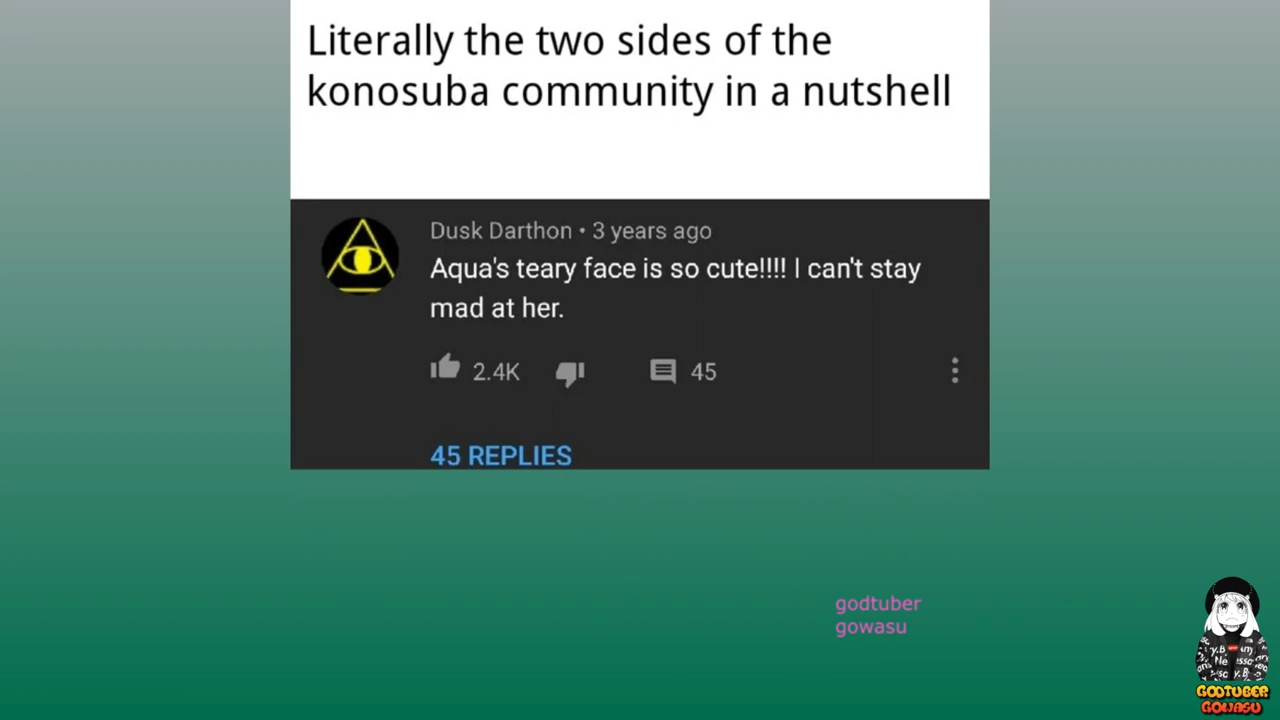 Literally the two sides of the
konosuba community in a nutshell
Dusk Darthon • 3 years ago
Aqua's teary face is so cute!!!! I can't stay
mad at her.
2.4K
45
45 REPLIES
godtuber
gowasu
GODTUBER
GOWASU